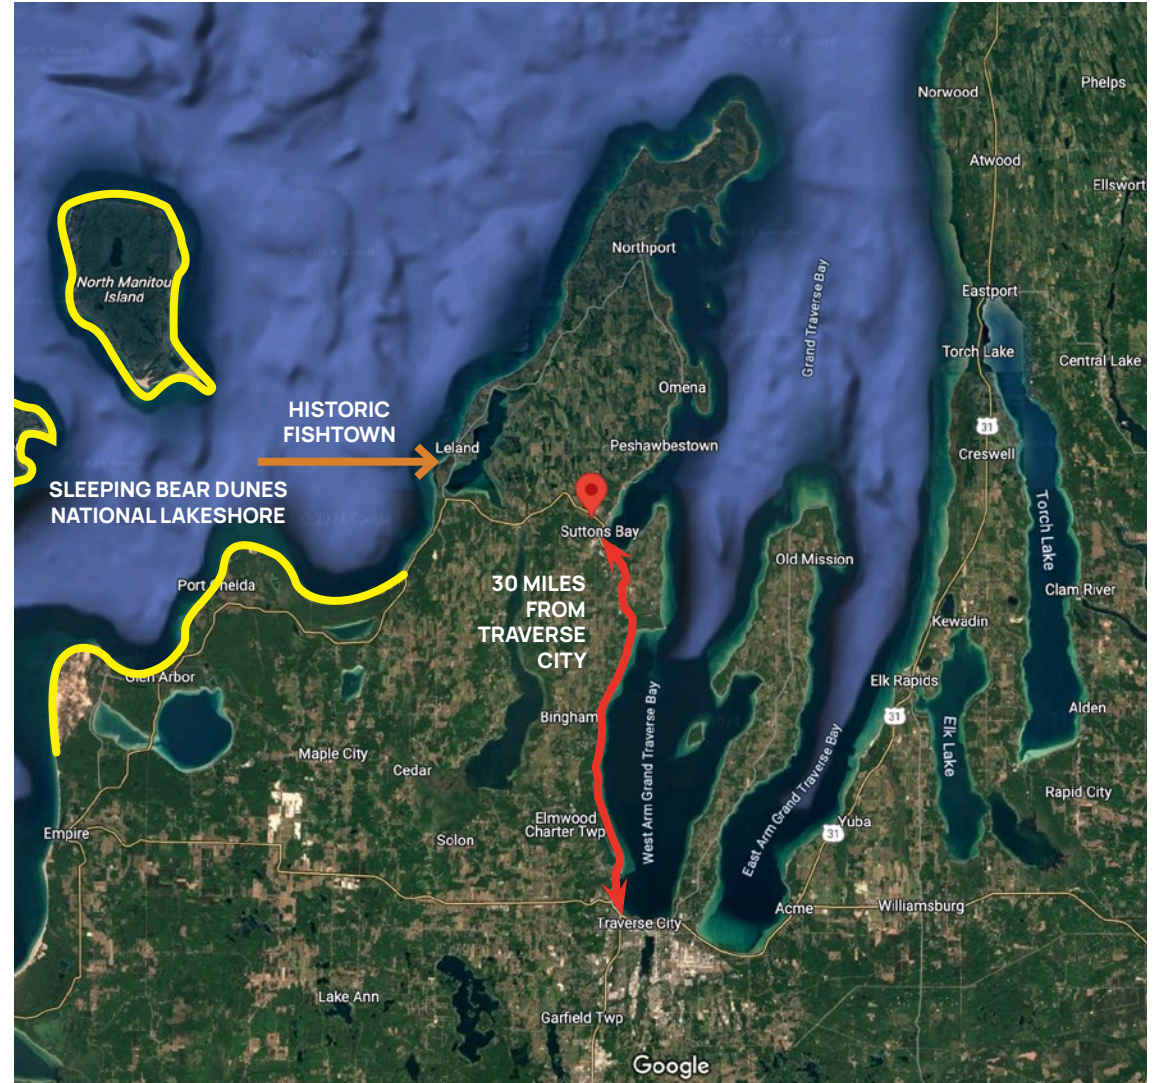 Norwood
Phelps
Atwood
Ellswort
Northport
North Manitou
Island
Grand Traverse Bay
Eastport
Torch Lake
Central Lake
Omena
HISTORIC
FISHTOWN
Leland
Peshawbestown
31
Creswell
SLEEPING BEAR DUNES
NATIONAL LAKESHORE
Suttons Bay
Torch Lake
Old Mission
Port Oneida
30 MILES
FROM
TRAVERSE
CITY
Clam River
Kewadin
Glen Arbor
Elk Rapids
Alden
31
Bingham
West Arm Grand Traverse Bay
Elk Lake
Maple City
Cedar
East Arm Grand Traverse Bay
Rapid City
Empire
Elmwood
Charter Twp
Solon
Yuba
31
Acme
Williamsburg
Traverse City
Lake Ann
Garfield Twp
Google